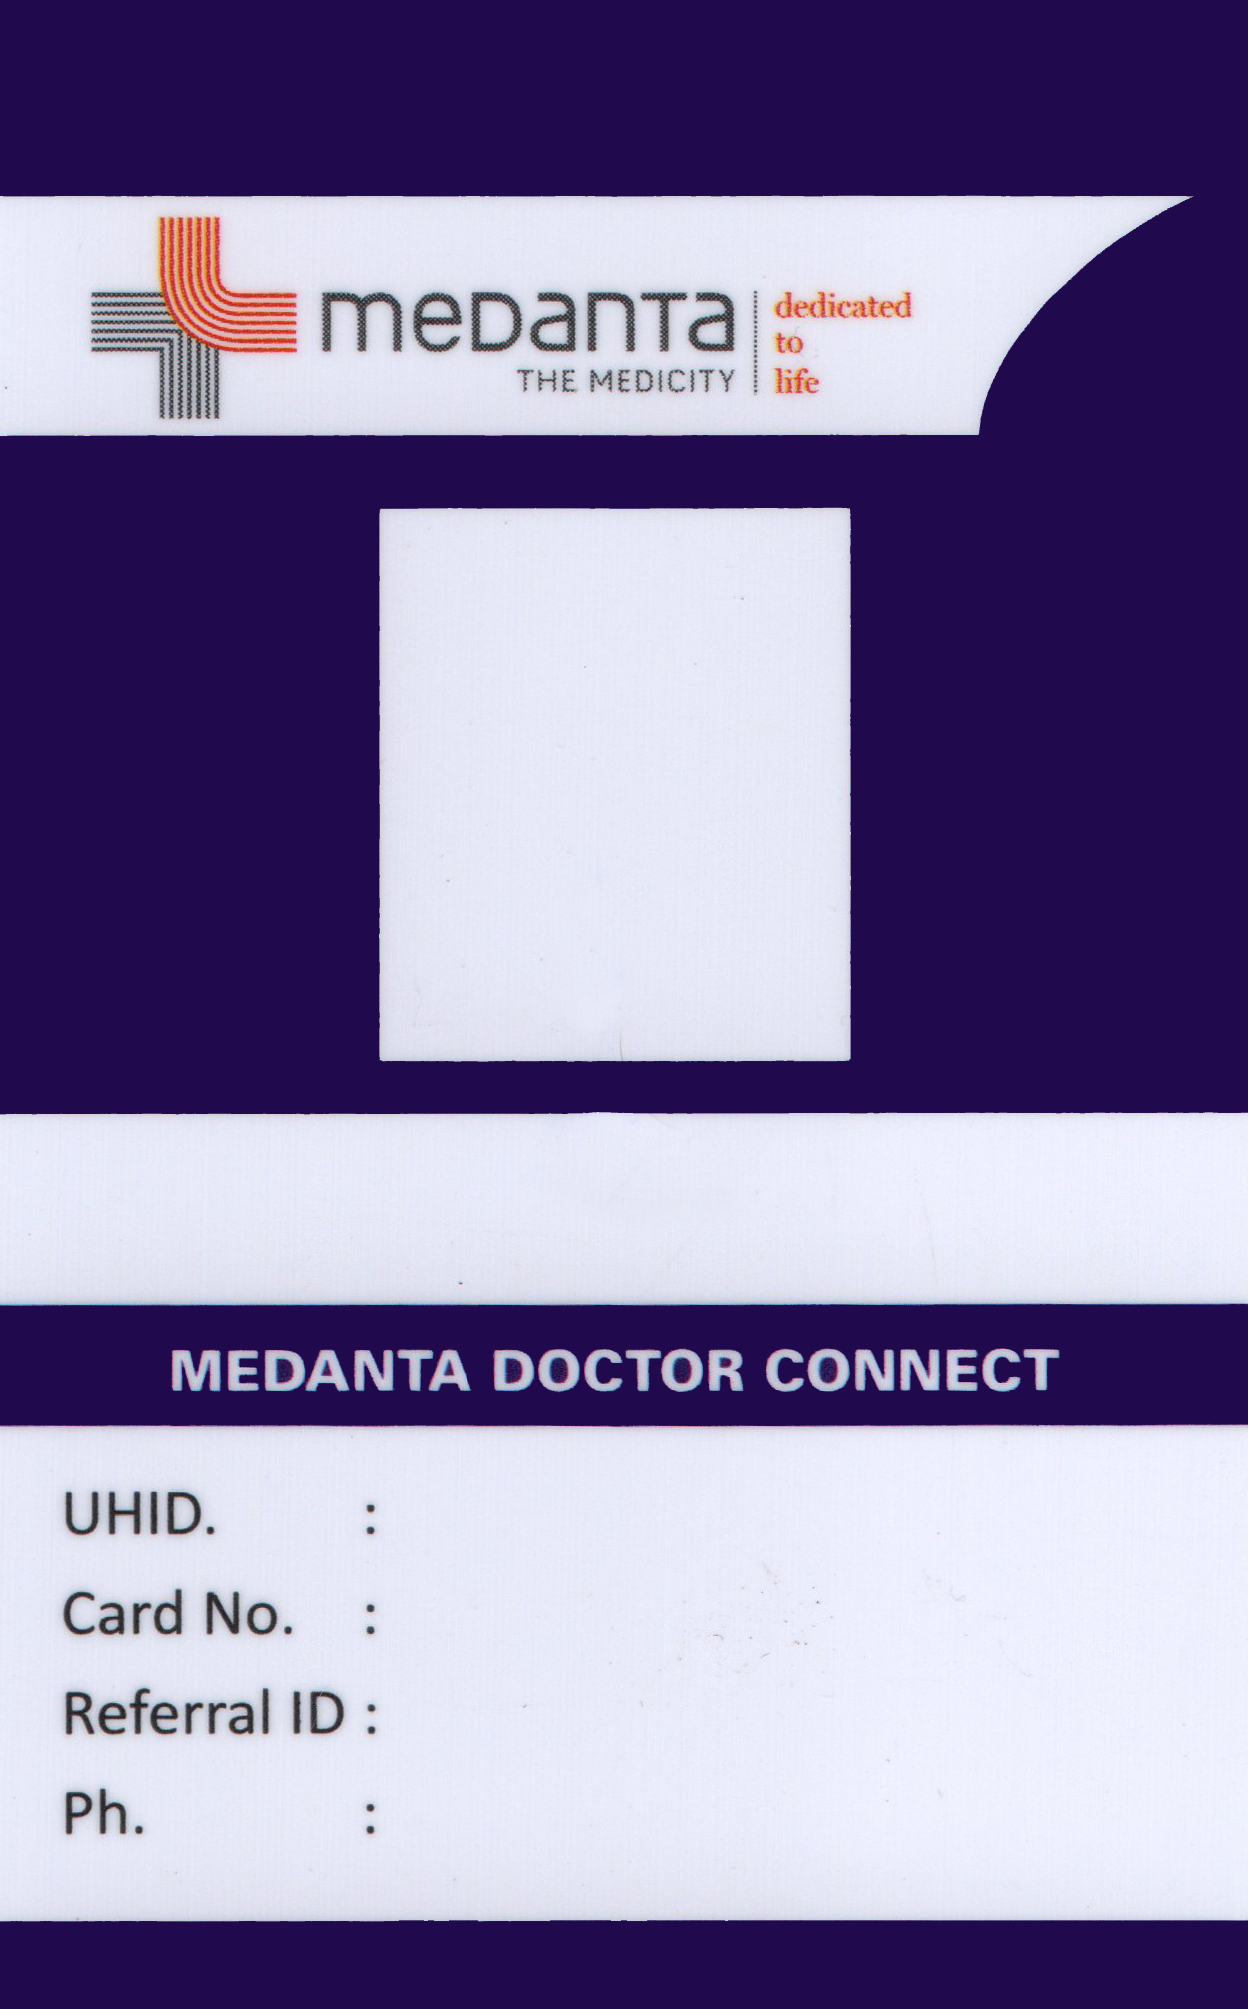 meDanTa
THE MEDICITY
dedicated
to
life
MEDANTA DOCTOR CONNECT
UHID. :
Card No. :
Referral ID :
Ph. :